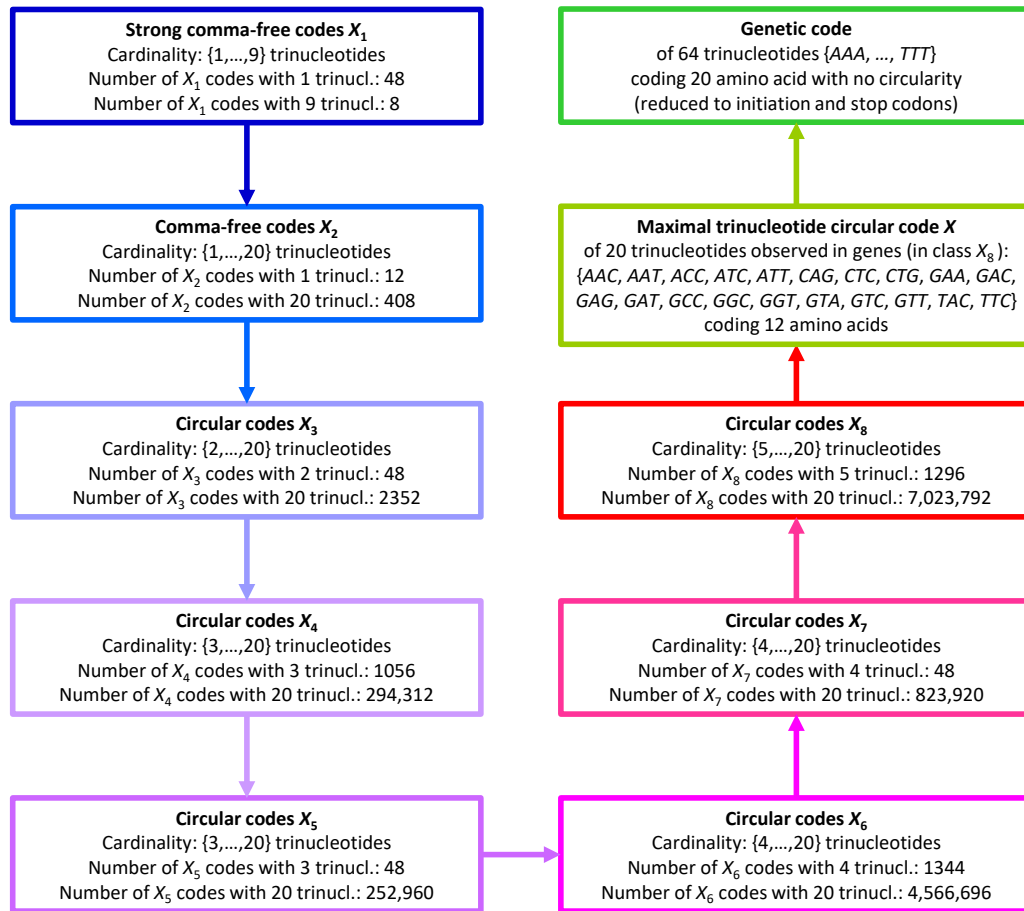 Strong comma-free codes X₁
Cardinality: {1,…,9} trinucleotides
Number of X₁ codes with 1 trinucl.: 48
Number of X₁ codes with 9 trinucl.: 8
Comma-free codes X₂
Cardinality: {1,…,20} trinucleotides
Number of X₂ codes with 1 trinucl.: 12
Number of X₂ codes with 20 trinucl.: 408
Circular codes X₃
Cardinality: {2,…,20} trinucleotides
Number of X₃ codes with 2 trinucl.: 48
Number of X₃ codes with 20 trinucl.: 2352
Circular codes X₄
Cardinality: {3,…,20} trinucleotides
Number of X₄ codes with 3 trinucl.: 1056
Number of X₄ codes with 20 trinucl.: 294,312
Circular codes X₅
Cardinality: {3,…,20} trinucleotides
Number of X₅ codes with 3 trinucl.: 48
Number of X₅ codes with 20 trinucl.: 252,960
Circular codes X₆
Cardinality: {4,…,20} trinucleotides
Number of X₆ codes with 4 trinucl.: 1344
Number of X₆ codes with 20 trinucl.: 4,566,696
Circular codes X₇
Cardinality: {4,…,20} trinucleotides
Number of X₇ codes with 4 trinucl.: 48
Number of X₇ codes with 20 trinucl.: 823,920
Circular codes X₈
Cardinality: {5,…,20} trinucleotides
Number of X₈ codes with 5 trinucl.: 1296
Number of X₈ codes with 20 trinucl.: 7,023,792
Maximal trinucleotide circular code X
of 20 trinucleotides observed in genes (in class X₈):
{AAC, AAT, ACC, ATC, ATT, CAG, CTC, CTG, GAA, GAC,
GAG, GAT, GCC, GGC, GGT, GTA, GTC, GTT, TAC, TTC}
coding 12 amino acids
Genetic code
of 64 trinucleotides {AAA, …, TTT}
coding 20 amino acid with no circularity
(reduced to initiation and stop codons)